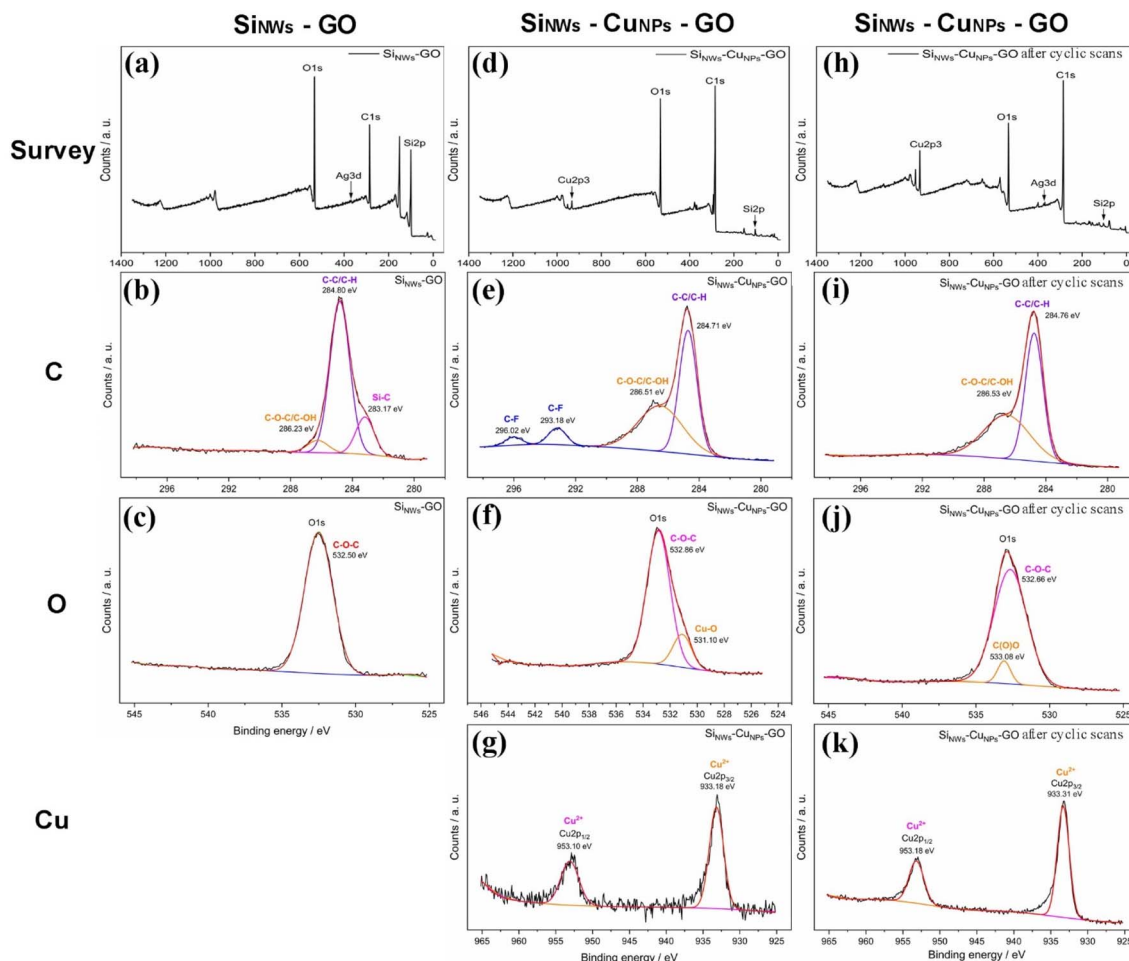 SiNWs - GO
SiNWs - CuNPs - GO
SiNWs - CuNPs - GO
Survey
(a)
SiNWs-GO
O1s
C1s
Si2p
Ag3d
Counts / a. u.
1400 1200 1000 800 600 400 200 0
(d)
SiNWs-CuNPs-GO
C1s
O1s
Cu2p3
Si2p
Counts / a. u.
1400 1200 1000 800 600 400 200 0
(h)
SiNWs-CuNPs-GO after cyclic scans
C1s
O1s
Cu2p3
Ag3d
Si2p
Counts / a. u.
1400 1200 1000 800 600 400 200 0
C
(b)
SiNWs-GO
C-C/C-H
284.80 eV
Si-C
283.17 eV
C-O-C/C-OH
286.23 eV
Counts / a. u.
296 292 288 284 280
(e)
SiNWs-CuNPs-GO
C-C/C-H
284.71 eV
C-O-C/C-OH
286.51 eV
C-F
293.18 eV
C-F
296.02 eV
Counts / a. u.
296 292 288 284 280
(i)
SiNWs-CuNPs-GO after cyclic scans
C-C/C-H
284.76 eV
C-O-C/C-OH
286.53 eV
Counts / a. u.
296 292 288 284 280
O
(c)
SiNWs-GO
O1s
C-O-C
532.50 eV
Counts / a. u.
545 540 535 530 525
Binding energy / eV
(f)
SiNWs-CuNPs-GO
O1s
C-O-C
532.86 eV
Cu-O
531.10 eV
Counts / a. u.
546 544 542 540 538 536 534 532 530 528 526 524
(j)
SiNWs-CuNPs-GO after cyclic scans
O1s
C-O-C
532.66 eV
C(O)O
533.08 eV
Counts / a. u.
545 540 535 530 525
Cu
(g)
SiNWs-CuNPs-GO
Cu2+
Cu2p3/2
933.18 eV
Cu2+
Cu2p1/2
953.10 eV
Counts / a. u.
965 960 955 950 945 940 935 930 925
Binding energy / eV
(k)
SiNWs-CuNPs-GO after cyclic scans
Cu2+
Cu2p3/2
933.31 eV
Cu2+
Cu2p1/2
953.18 eV
Counts / a. u.
965 960 955 950 945 940 935 930 925
Binding energy / eV